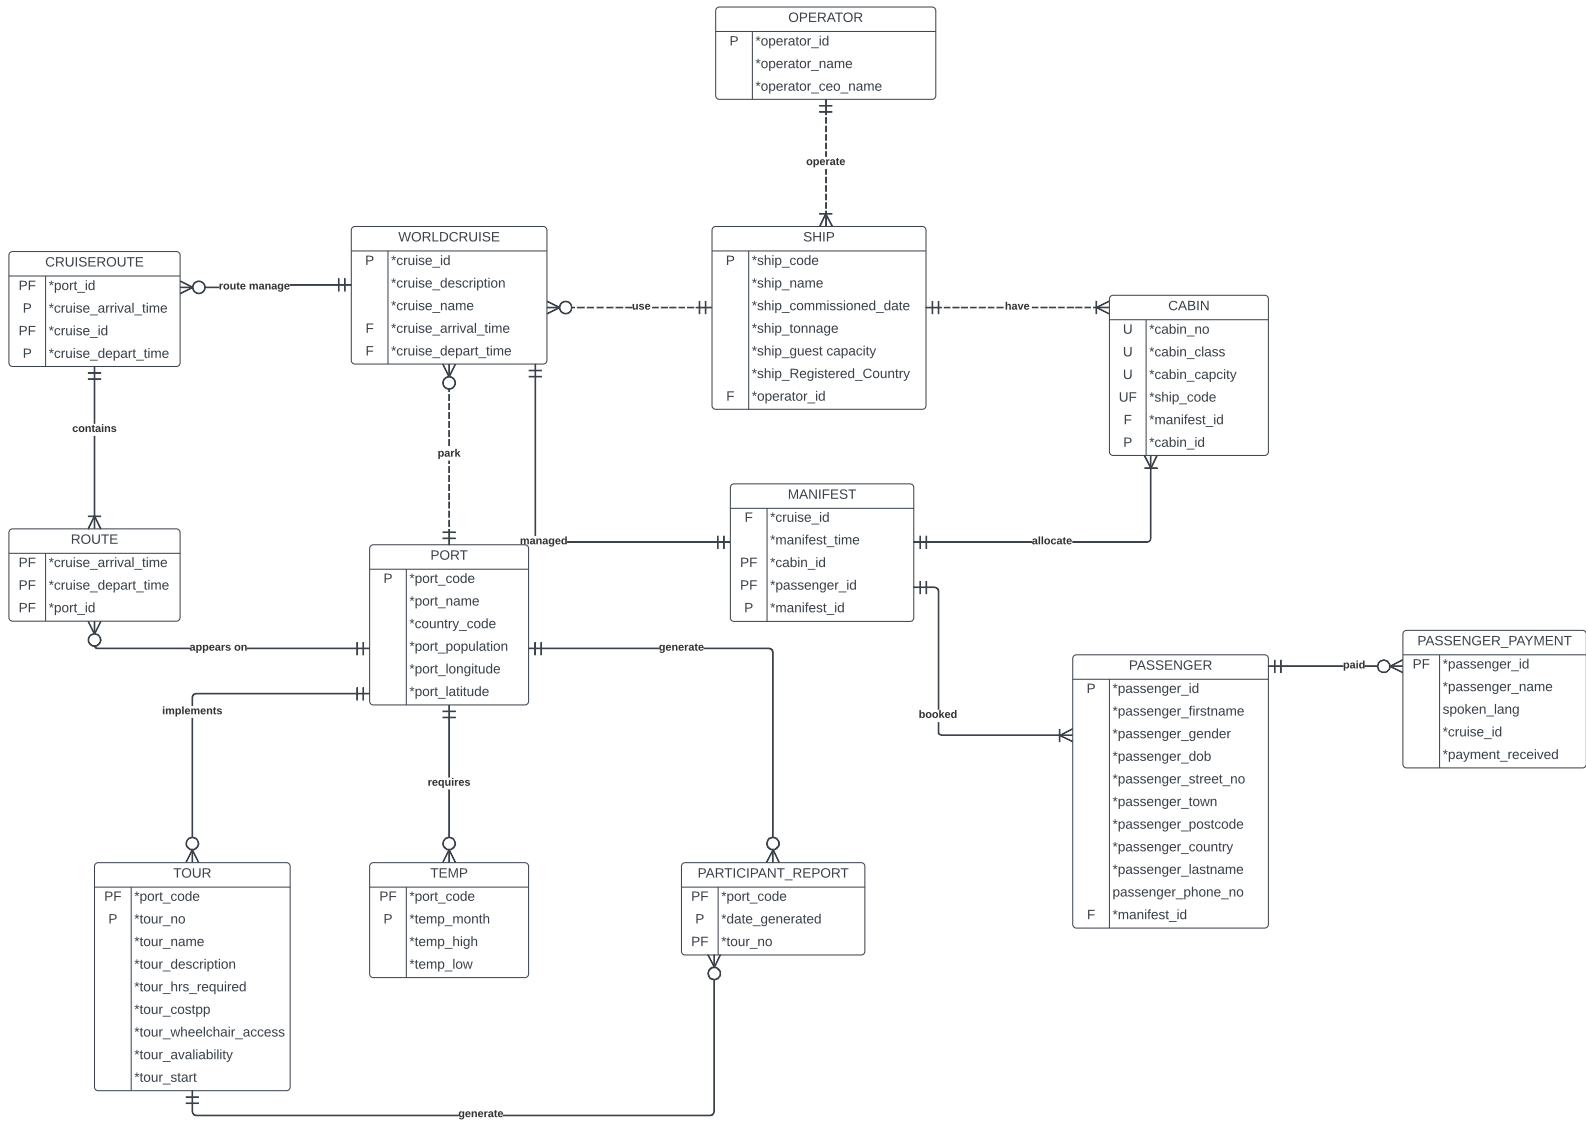 OPERATOR
P *operator_id
*operator_name
*operator_ceo_name
operate
CRUISEROUTE
PF *port_id
P *cruise_arrival_time
PF *cruise_id
P *cruise_depart_time
route manage
WORLDCRUISE
P *cruise_id
*cruise_description
*cruise_name
F *cruise_arrival_time
F *cruise_depart_time
use
SHIP
P *ship_code
*ship_name
*ship_commissioned_date
*ship_tonnage
*ship_guest capacity
*ship_Registered_Country
F *operator_id
have
CABIN
U *cabin_no
U *cabin_class
U *cabin_capcity
UF *ship_code
F *manifest_id
P *cabin_id
contains
park
managed
allocate
ROUTE
PF *cruise_arrival_time
PF *cruise_depart_time
PF *port_id
appears on
PORT
P *port_code
*port_name
*country_code
*port_population
*port_longitude
*port_latitude
MANIFEST
F *cruise_id
*manifest_time
PF *cabin_id
PF *passenger_id
P *manifest_id
generate
booked
PASSENGER
P *passenger_id
*passenger_firstname
*passenger_gender
*passenger_dob
*passenger_street_no
*passenger_town
*passenger_postcode
*passenger_country
*passenger_lastname
passenger_phone_no
F *manifest_id
paid
PASSENGER_PAYMENT
PF *passenger_id
*passenger_name
spoken_lang
*cruise_id
*payment_received
implements
requires
TOUR
PF *port_code
P *tour_no
*tour_name
*tour_description
*tour_hrs_required
*tour_costpp
*tour_wheelchair_access
*tour_avaliability
*tour_start
TEMP
PF *port_code
P *temp_month
*temp_high
*temp_low
PARTICIPANT_REPORT
PF *port_code
P *date_generated
PF *tour_no
generate